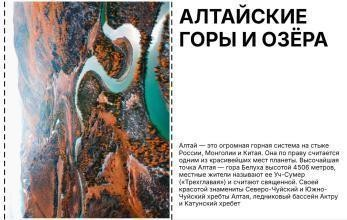 АЛТАЙСКИЕ
ГОРЫ И ОЗЁРА
Алтай — это огромная горная система на стыке
России, Монголии и Китая. Она по праву считается
одним из красивейших мест планеты. Высочайшая
точка Алтая — гора Белуха высотой 4506 метров,
местные жители называют ее Уч-Сумер
(«Трехглавая») и считают священной. Своей
красотой знамениты Северо-Чуйский и Южно-
Чуйский хребты Алтая, ледниковый бассейн Актру
и Катунский хребет